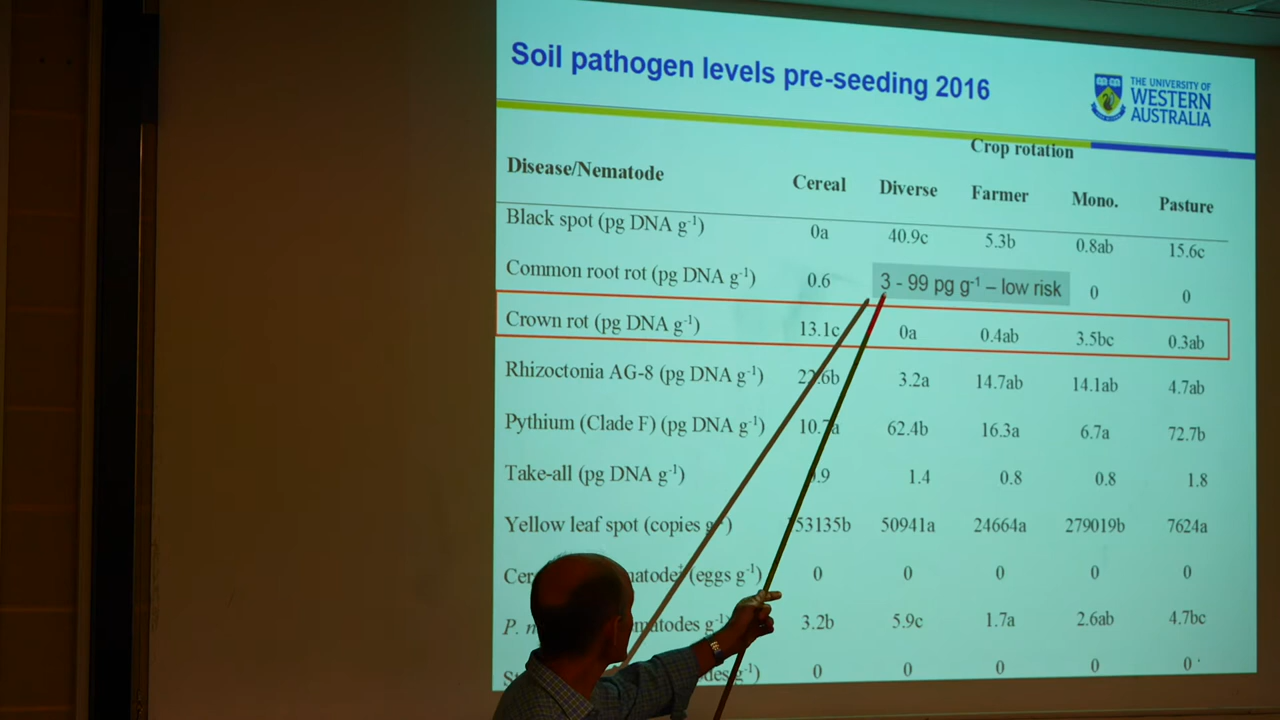 Soil pathogen levels pre-seeding 2016
THE UNIVERSITY OF
WESTERN
AUSTRALIA
Crop rotation
Disease/Nematode Cereal Diverse Farmer Mono. Pasture
Black spot (pg DNA g-1) 0a 40.9c 5.3b 0.8ab 15.6c
Common root rot (pg DNA g-1) 0.6 3 - 99 pg g-1 – low risk 0 0
Crown rot (pg DNA g-1) 13.1c 0a 0.4ab 3.5bc 0.3ab
Rhizoctonia AG-8 (pg DNA g-1) 22.6b 3.2a 14.7ab 14.1ab 4.7ab
Pythium (Clade F) (pg DNA g-1) 10.7a 62.4b 16.3a 6.7a 72.7b
Take-all (pg DNA g-1) 1.4 0.8 0.8 1.8
Yellow leaf spot (copies 50941a 24664a 279019b 7624a
(eggs g-1) 0 0 0 0 0
P. 3.2b 5.9c 1.7a 2.6ab 4.7bc
0 0 0 0 0